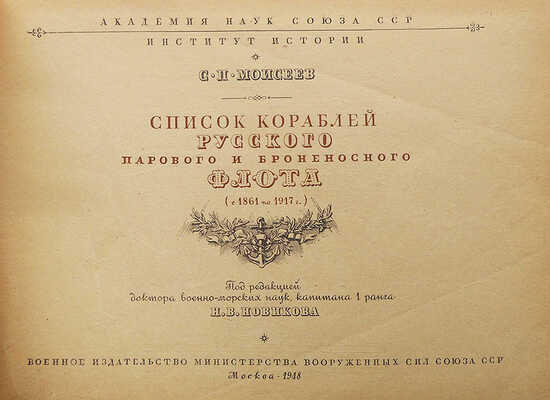 АКАДЕМИЯ НАУК СОЮЗА ССР
ИНСТИТУТ ИСТОРИИ
С·П·МОИСЕЕВ
СПИСОК КОРАБЛЕЙ
РУССКОГО
ПАРОВОГО И БРОНЕНОСНОГО
ФЛОТА
(с 1861 по 1917 г.)
Под редакцией
доктора военно-морских наук, капитана 1 ранга
Н.В.НОВИКОВА
ВОЕННОЕ ИЗДАТЕЛЬСТВО МИНИСТЕРСТВА ВООРУЖЕННЫХ СИЛ СОЮЗА ССР
Москва - 1948